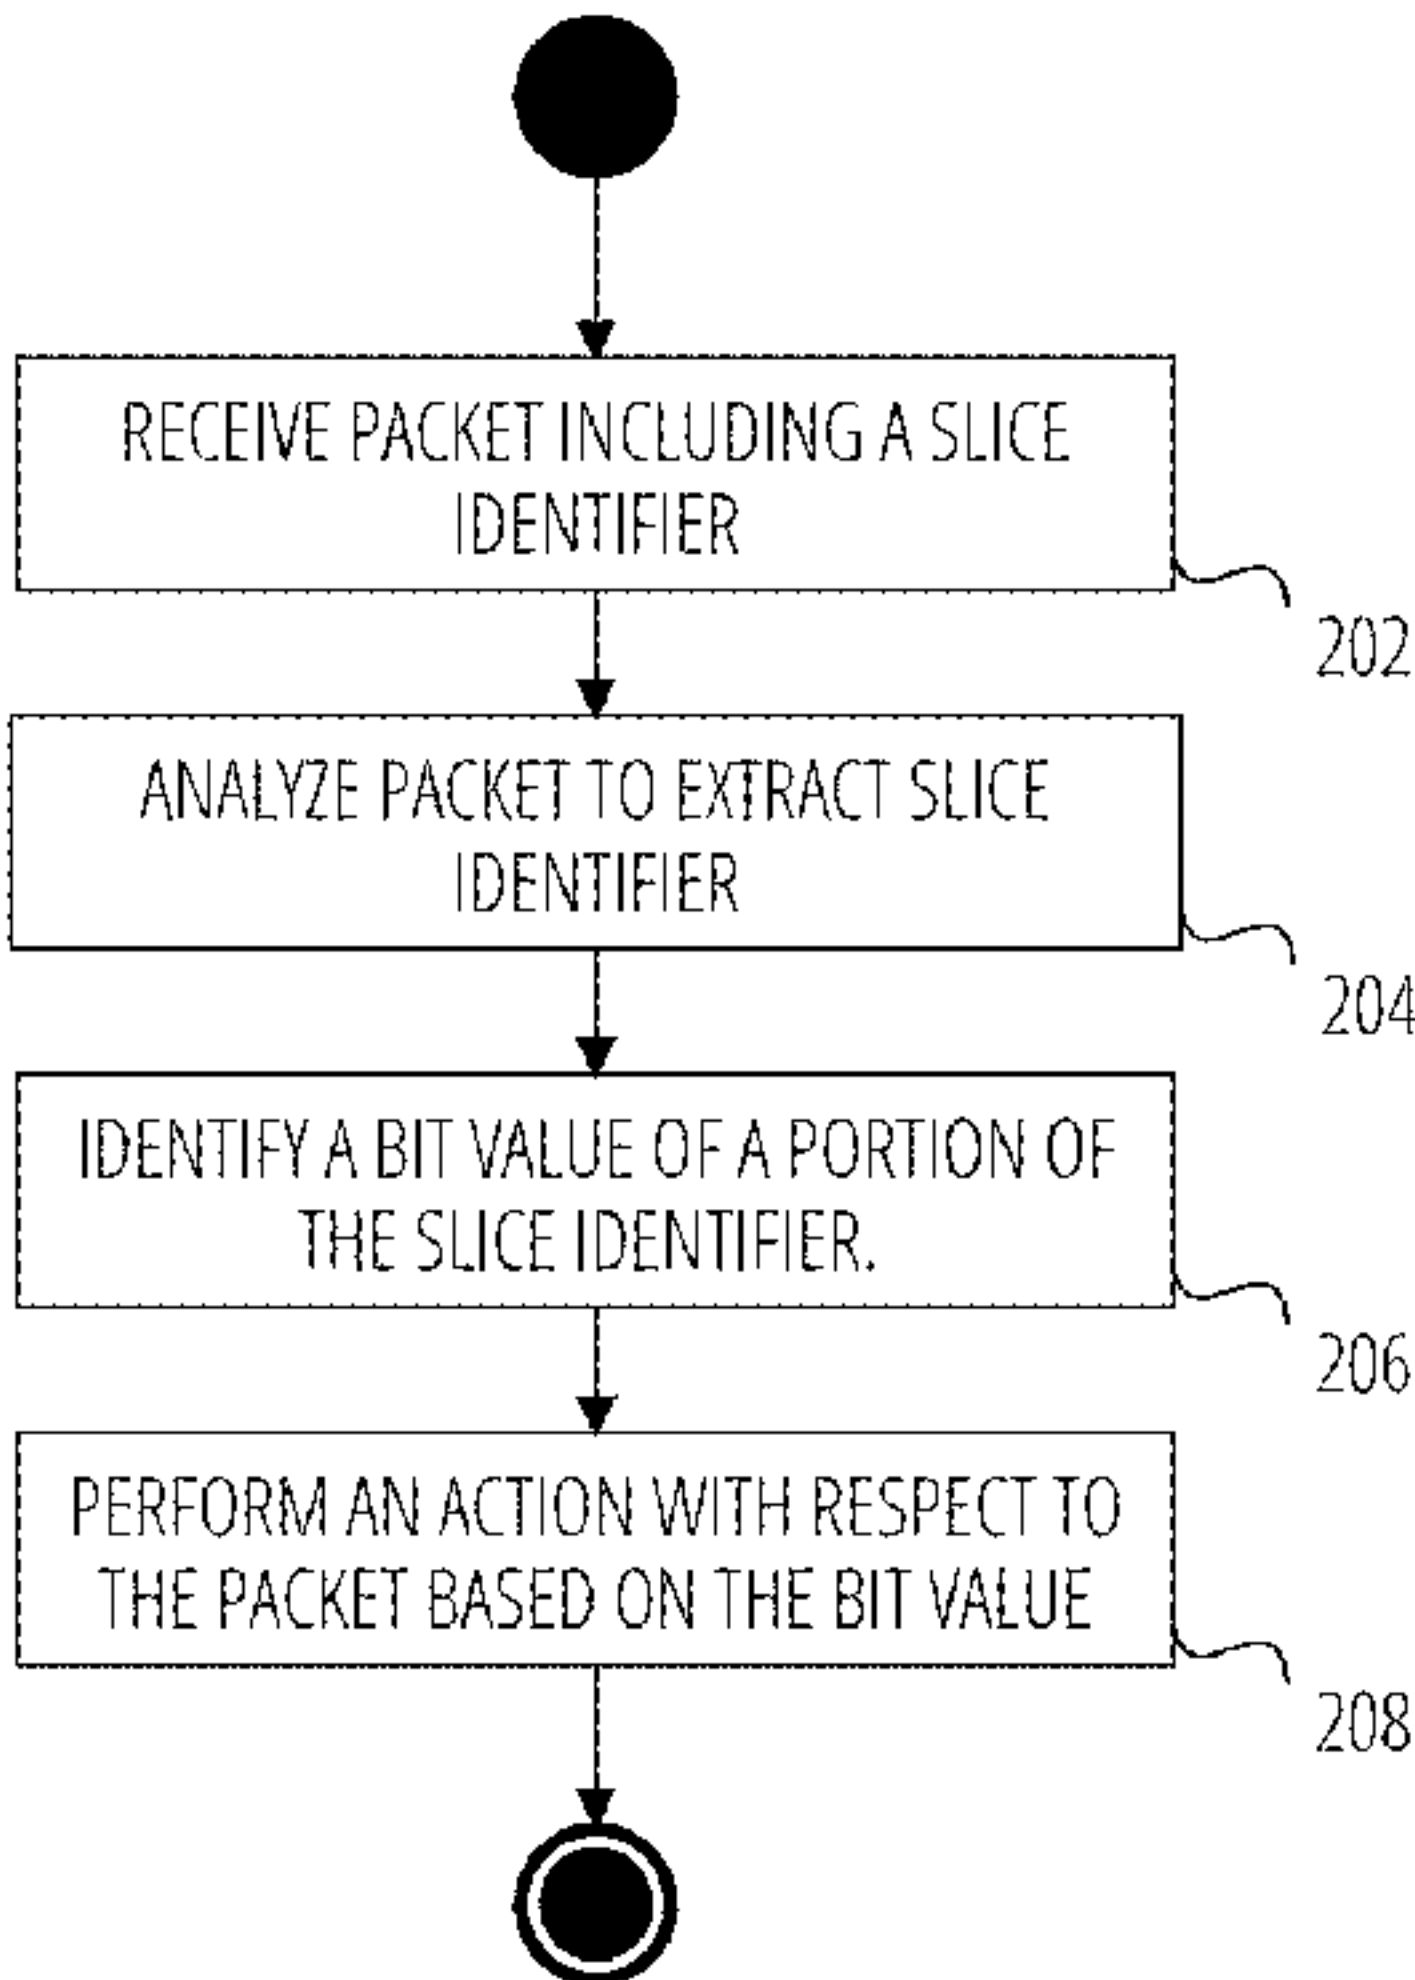 RECEIVE PACKET INCLUDING A SLICE
IDENTIFIER
202
ANALYZE PACKET TO EXTRACT SLICE
IDENTIFIER
204
IDENTIFY A BIT VALUE OF A PORTION OF
THE SLICE IDENTIFIER.
206
PERFORM AN ACTION WITH RESPECT TO
THE PACKET BASED ON THE BIT VALUE
208